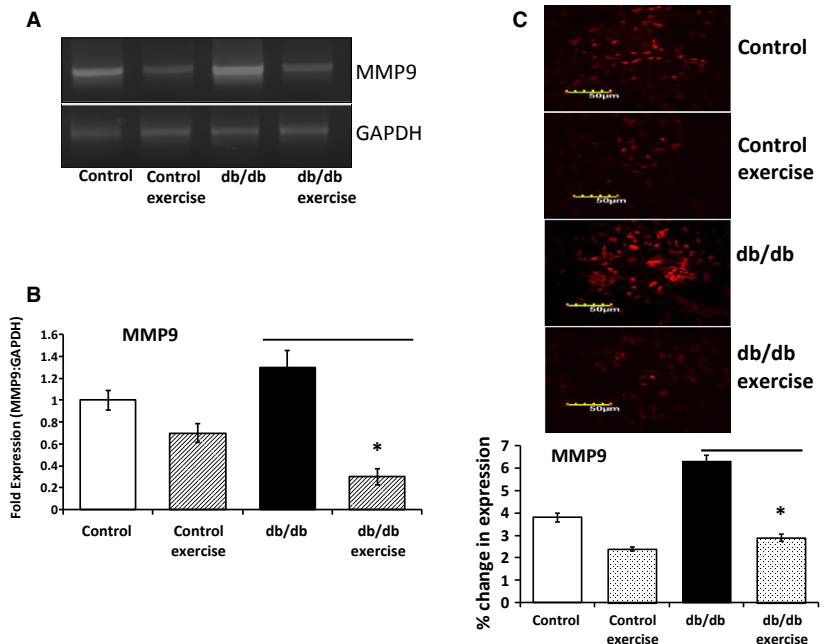 A
MMP9
GAPDH
Control
Control
exercise
db/db
db/db
exercise
B
MMP9
Fold Expression (MMP9:GAPDH)
1.6
1.4
1.2
1
0.8
0.6
0.4
0.2
0
*
Control
Control
exercise
db/db
db/db
exercise
C
50µm
Control
50µm
Control
exercise
50µm
db/db
50µm
db/db
exercise
MMP9
% change in expression
7
6
5
4
3
2
1
0
*
Control
Control
exercise
db/db
db/db
exercise